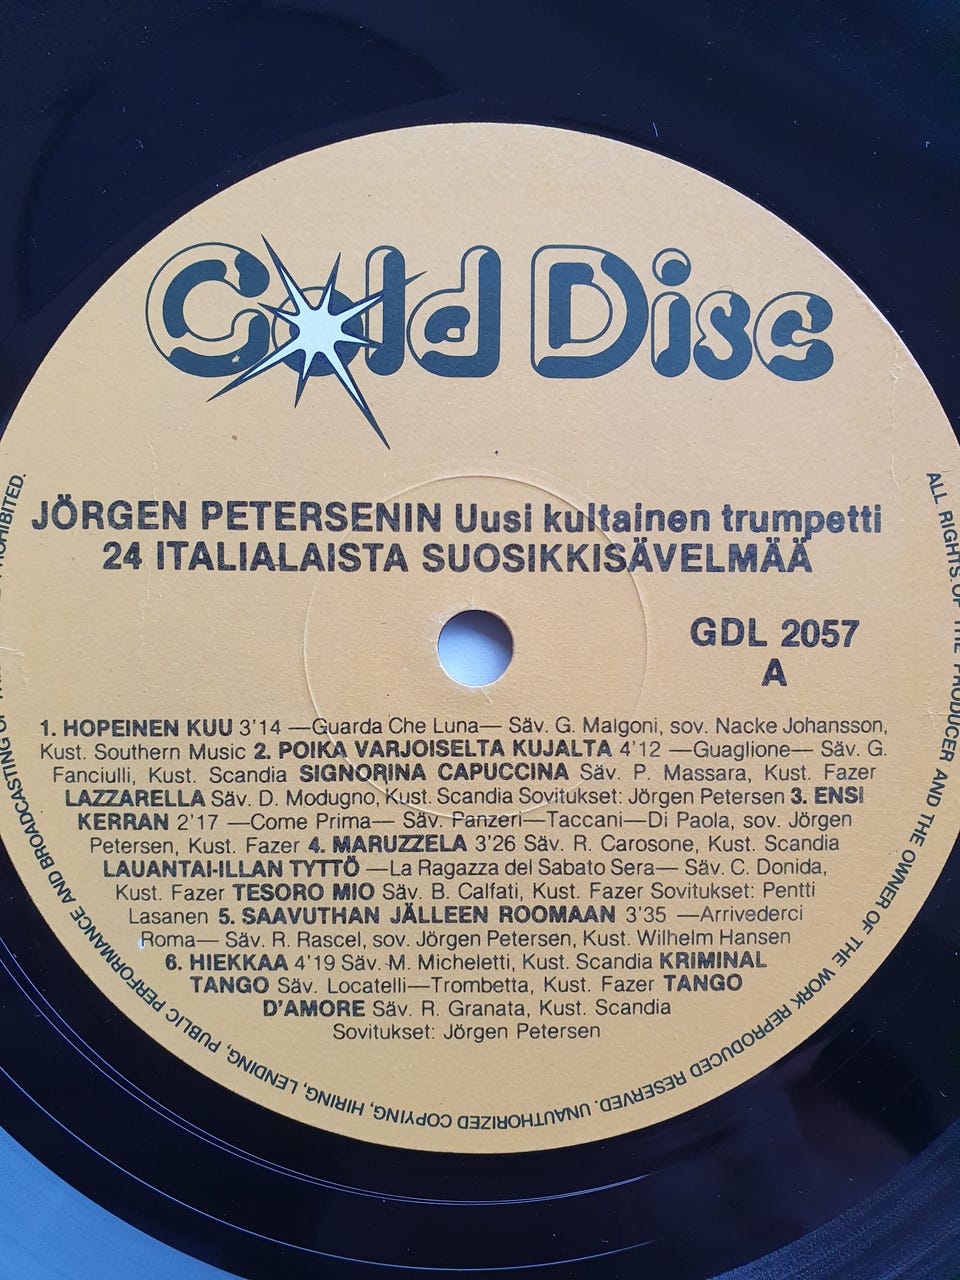 Gold Disc
JÖRGEN PETERSENIN Uusi kultainen trumpetti
24 ITALIALAISTA SUOSIKKISÄVELMÄÄ
GDL 2057
A
1. HOPEINEN KUU 3'14 —Guarda Che Luna— Säv. G. Malgoni, sov. Nacke Johansson,
Kust. Southern Music 2. POIKA VARJOISELTA KUJALTA 4'12 —Guaglione— Säv. G.
Fanciulli, Kust. Scandia SIGNORINA CAPUCCINA Säv. P. Massara, Kust. Fazer
LAZZARELLA Säv. D. Modugno, Kust. Scandia Sovitukset: Jörgen Petersen 3. ENSI
KERRAN 2'17 —Come Prima— Säv. Panzeri—Taccani—Di Paola, sov. Jörgen
Petersen, Kust. Fazer 4. MARUZZELA 3'26 Säv. R. Carosone, Kust. Scandia
LAUANTAI-ILLAN TYTTÖ —La Ragazza del Sabato Sera— Säv. C. Donida,
Kust. Fazer TESORO MIO Säv. B. Calfati, Kust. Fazer Sovitukset: Pentti
Lasanen 5. SAAVUTHAN JÄLLEEN ROOMAAN 3'35 —Arrivederci
Roma— Säv. R. Rascel, sov. Jörgen Petersen, Kust. Wilhelm Hansen
6. HIEKKAA 4'19 Säv. M. Micheletti, Kust. Scandia KRIMINAL
TANGO Säv. Locatelli—Trombetta, Kust. Fazer TANGO
D'AMORE Säv. R. Granata, Kust. Scandia
Sovitukset: Jörgen Petersen
ALL RIGHTS OF THE PRODUCER AND THE OWNER OF THE WORK REPRODUCED RESERVED. UNAUTHORIZED COPYING, HIRING, LENDING, PUBLIC PERFORMANCE AND BROADCASTING OF PROHIBITED.